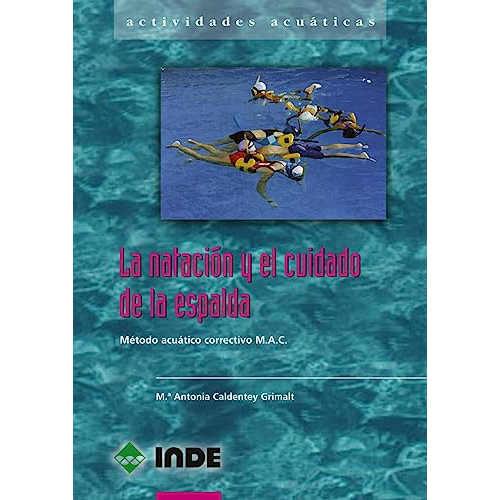 actividades acuáticas
La natación y el cuidado
de la espalda
Método acuático correctivo M.A.C.
M.ª Antonia Caldentey Grimalt
INDE